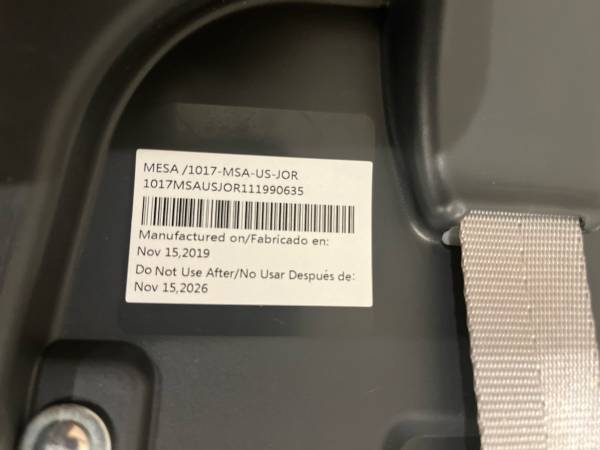 MESA /1017-MSA-US-JOR
1017MSAUSJOR111990635
Manufactured on/Fabricado en:
Nov 15,2019
Do Not Use After/No Usar Después de:
Nov 15,2026